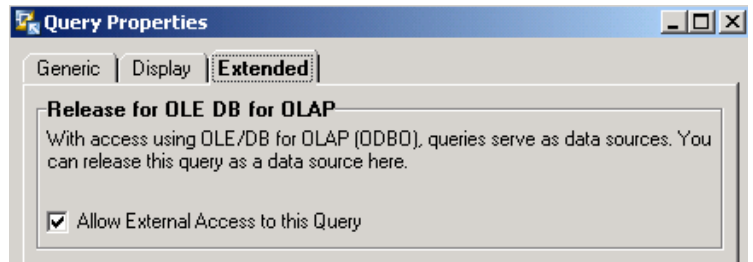 Query Properties
Generic Display Extended
Release for OLE DB for OLAP
With access using OLE/DB for OLAP (ODBO), queries serve as data sources. You
can release this query as a data source here.
Allow External Access to this Query